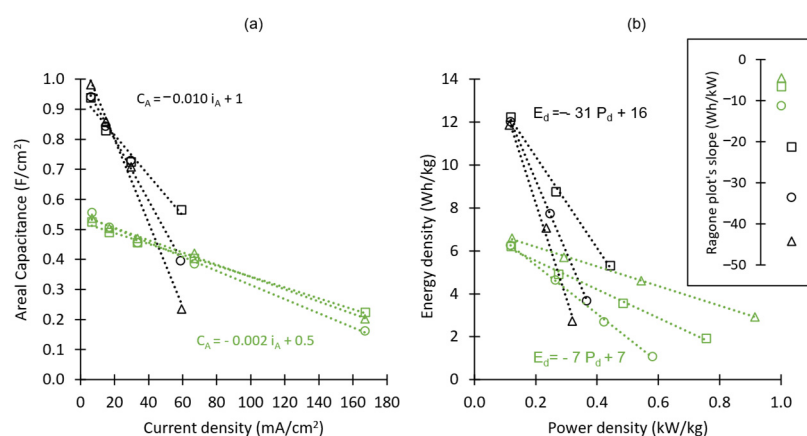 (a)
(b)
1.0
0.9
0.8
0.7
0.6
0.5
0.4
0.3
0.2
0.1
0.0
Areal Capacitance (F/cm²)
C_A = −0.010 i_A + 1
C_A = - 0.002 i_A + 0.5
0 20 40 60 80 100 120 140 160 180
Current density (mA/cm²)
14
12
10
8
6
4
2
0
Energy density (Wh/kg)
E_d =− 31 P_d + 16
E_d = - 7 P_d + 7
0.0 0.2 0.4 0.6 0.8 1.0
Power density (kW/kg)
Ragone plot's slope (Wh/kW)
0
−10
−20
−30
−40
−50